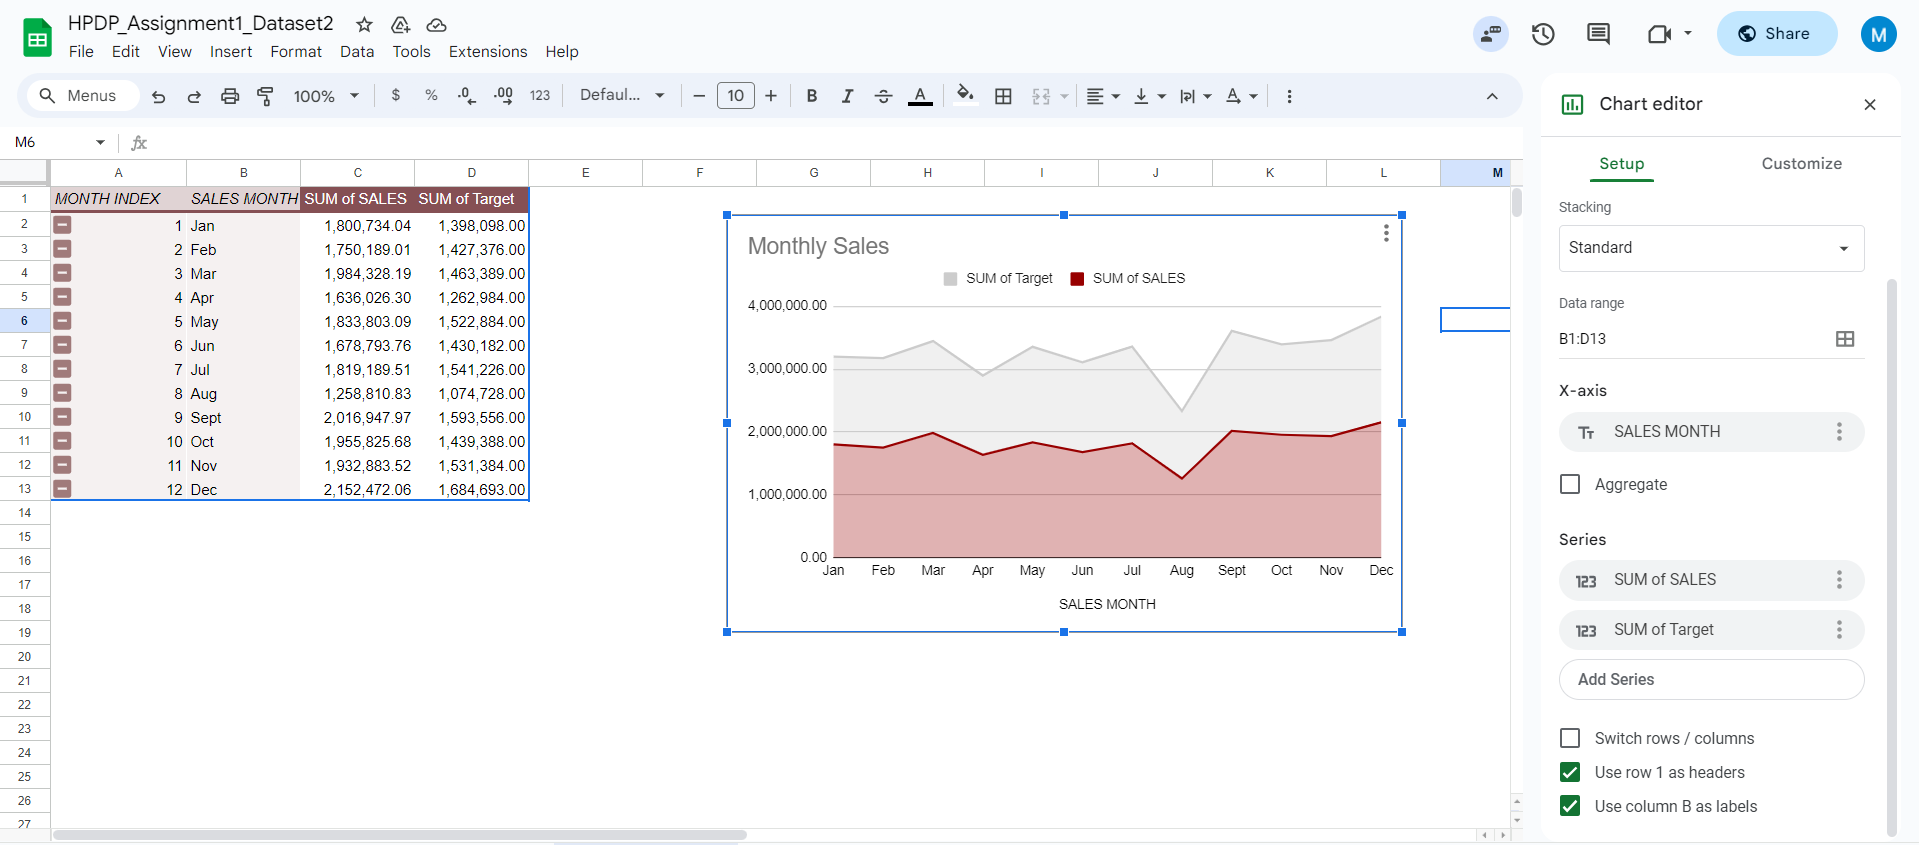 HPDP_Assignment1_Dataset2
File Edit View Insert Format Data Tools Extensions Help
Share
M
Menus
100%
$ % .0 .00 123
Defaul...
10
B I A A
M6
fx
A B C D E F G H I J K L M
1 MONTH INDEX SALES MONTH SUM of SALES SUM of Target
2 1 Jan 1,800,734.04 1,398,098.00
3 2 Feb 1,750,189.01 1,427,376.00
4 3 Mar 1,984,328.19 1,463,389.00
5 4 Apr 1,636,026.30 1,262,984.00
6 5 May 1,833,803.09 1,522,884.00
7 6 Jun 1,678,793.76 1,430,182.00
8 7 Jul 1,819,189.51 1,541,226.00
9 8 Aug 1,258,810.83 1,074,728.00
10 9 Sept 2,016,947.97 1,593,556.00
11 10 Oct 1,955,825.68 1,439,388.00
12 11 Nov 1,932,883.52 1,531,384.00
13 12 Dec 2,152,472.06 1,684,693.00
14
15
16
17
18
19
20
21
22
23
24
25
26
27
Monthly Sales
SUM of Target SUM of SALES
4,000,000.00
3,000,000.00
2,000,000.00
1,000,000.00
0.00
Jan Feb Mar Apr May Jun Jul Aug Sept Oct Nov Dec
SALES MONTH
Chart editor
Setup Customize
Stacking
Standard
Data range
B1:D13
X-axis
Tт SALES MONTH
Aggregate
Series
123 SUM of SALES
123 SUM of Target
Add Series
Switch rows / columns
Use row 1 as headers
Use column B as labels